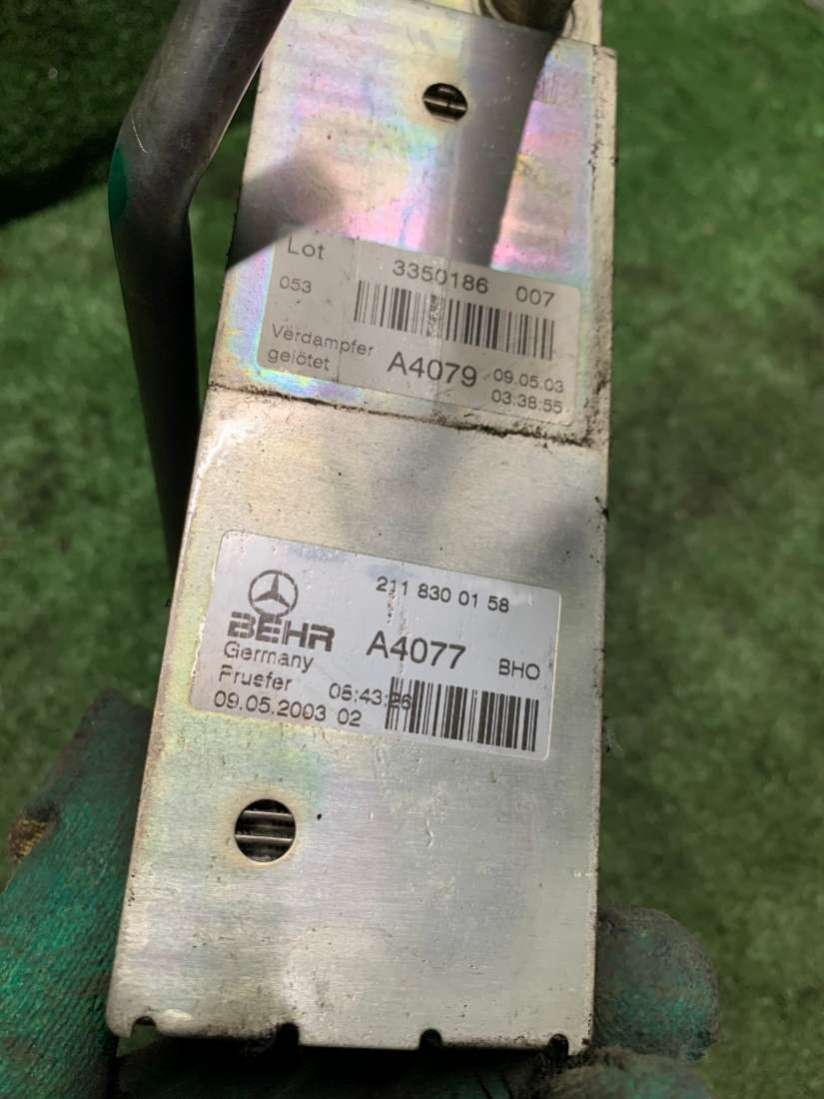 Lot 3350186 007
053
Verdampfer
gelötet A4079 09.05.03
03:38:55
211 830 01 58
BEHR A4077 BHO
Germany
Pruefer 06:43:26
09.05.2003 02